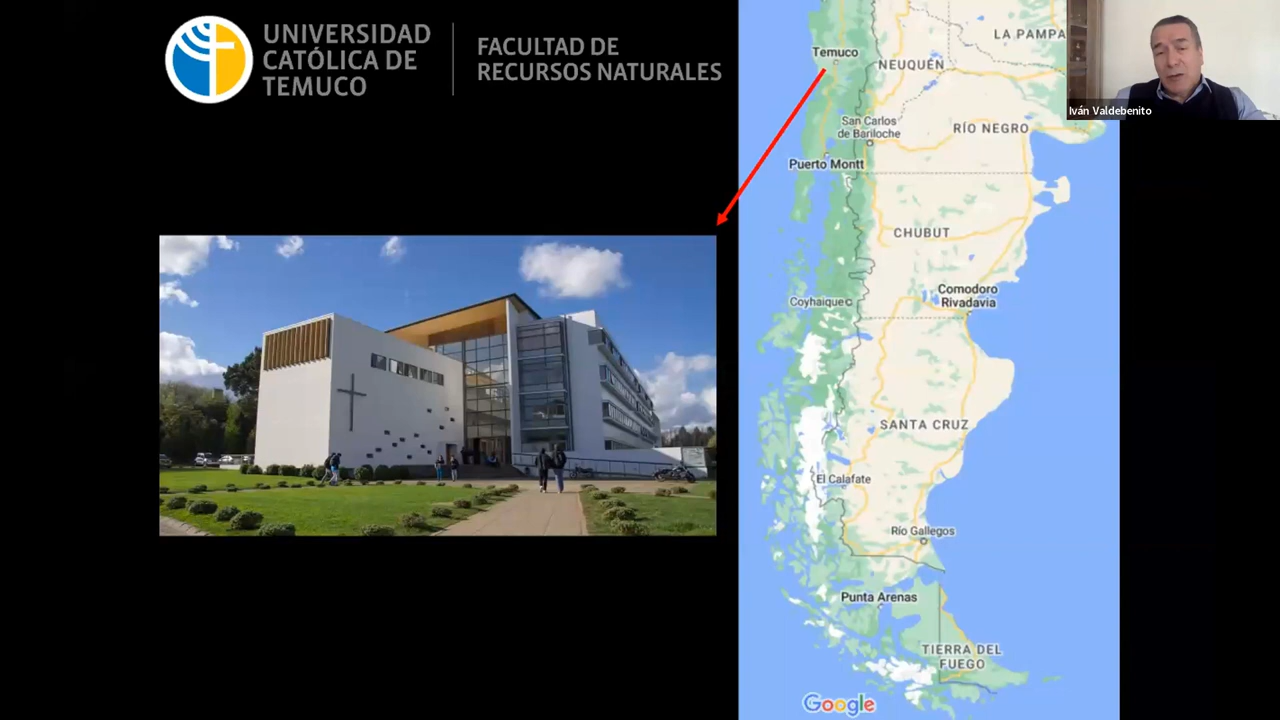 UNIVERSIDAD
CATÓLICA DE
TEMUCO
FACULTAD DE
RECURSOS NATURALES
Temuco
LA PAMPA
NEUQUÉN
San Carlos
de Bariloche
RÍO NEGRO
Puerto Montt
CHUBUT
Coyhaique
Comodoro
Rivadavia
SANTA CRUZ
El Calafate
Río Gallegos
Punta Arenas
TIERRA DEL
FUEGO
Google
Iván Valdebenito